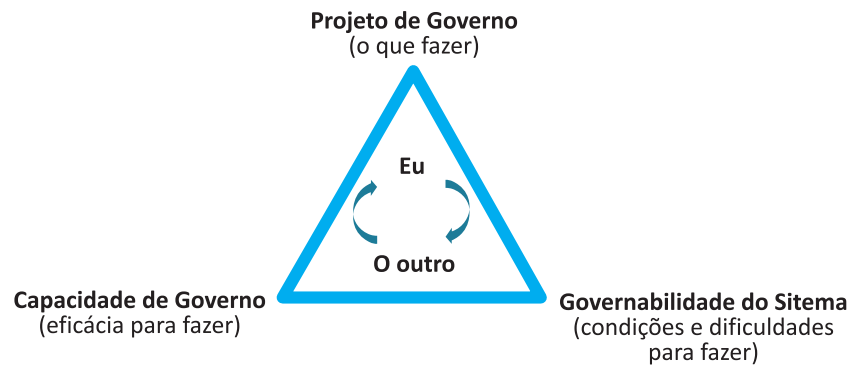 Projeto de Governo
(o que fazer)
Eu
O outro
Capacidade de Governo
(eficácia para fazer)
Governabilidade do Sitema
(condições e dificuldades
para fazer)